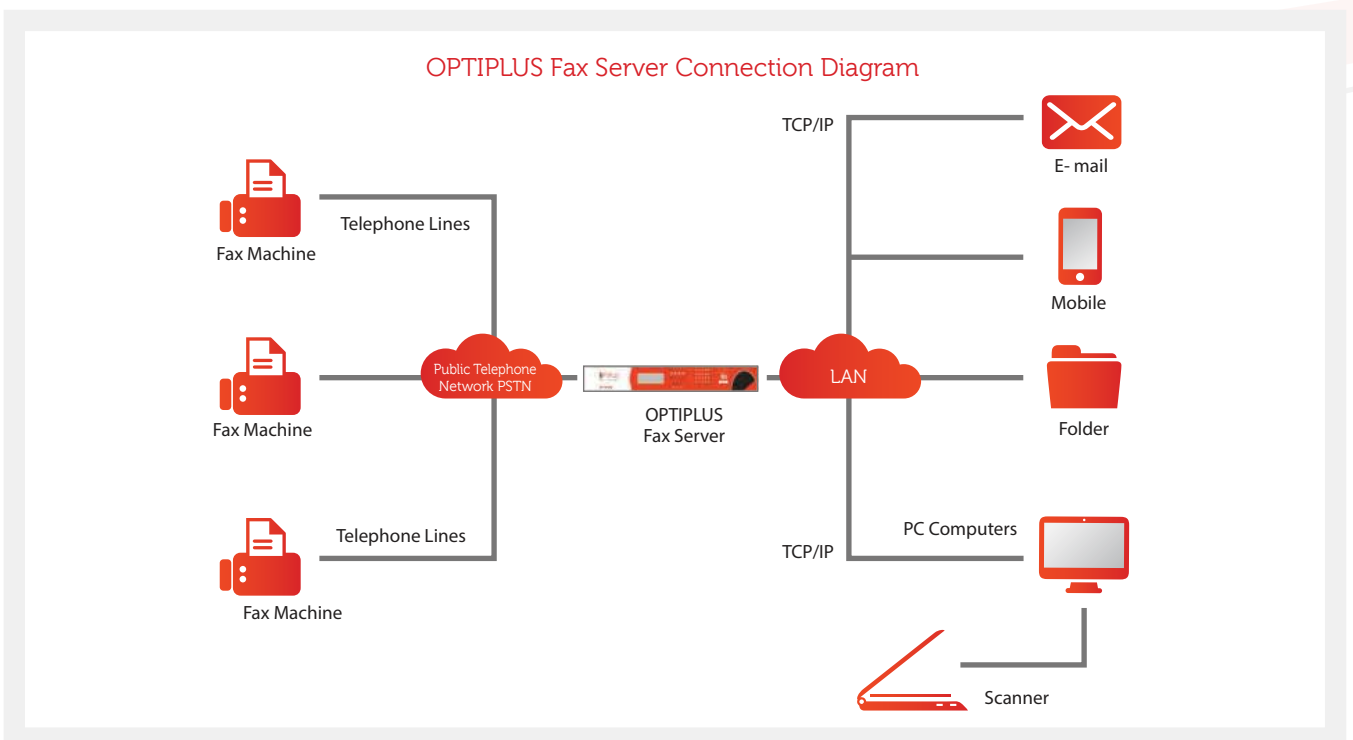 OPTIPLUS Fax Server Connection Diagram
TCP/IP
E- mail
Telephone Lines
Fax Machine
Mobile
Public Telephone
Network PSTN
LAN
OPTIPLUS
Fax Server
Fax Machine
Folder
Telephone Lines
PC Computers
TCP/IP
Fax Machine
Scanner